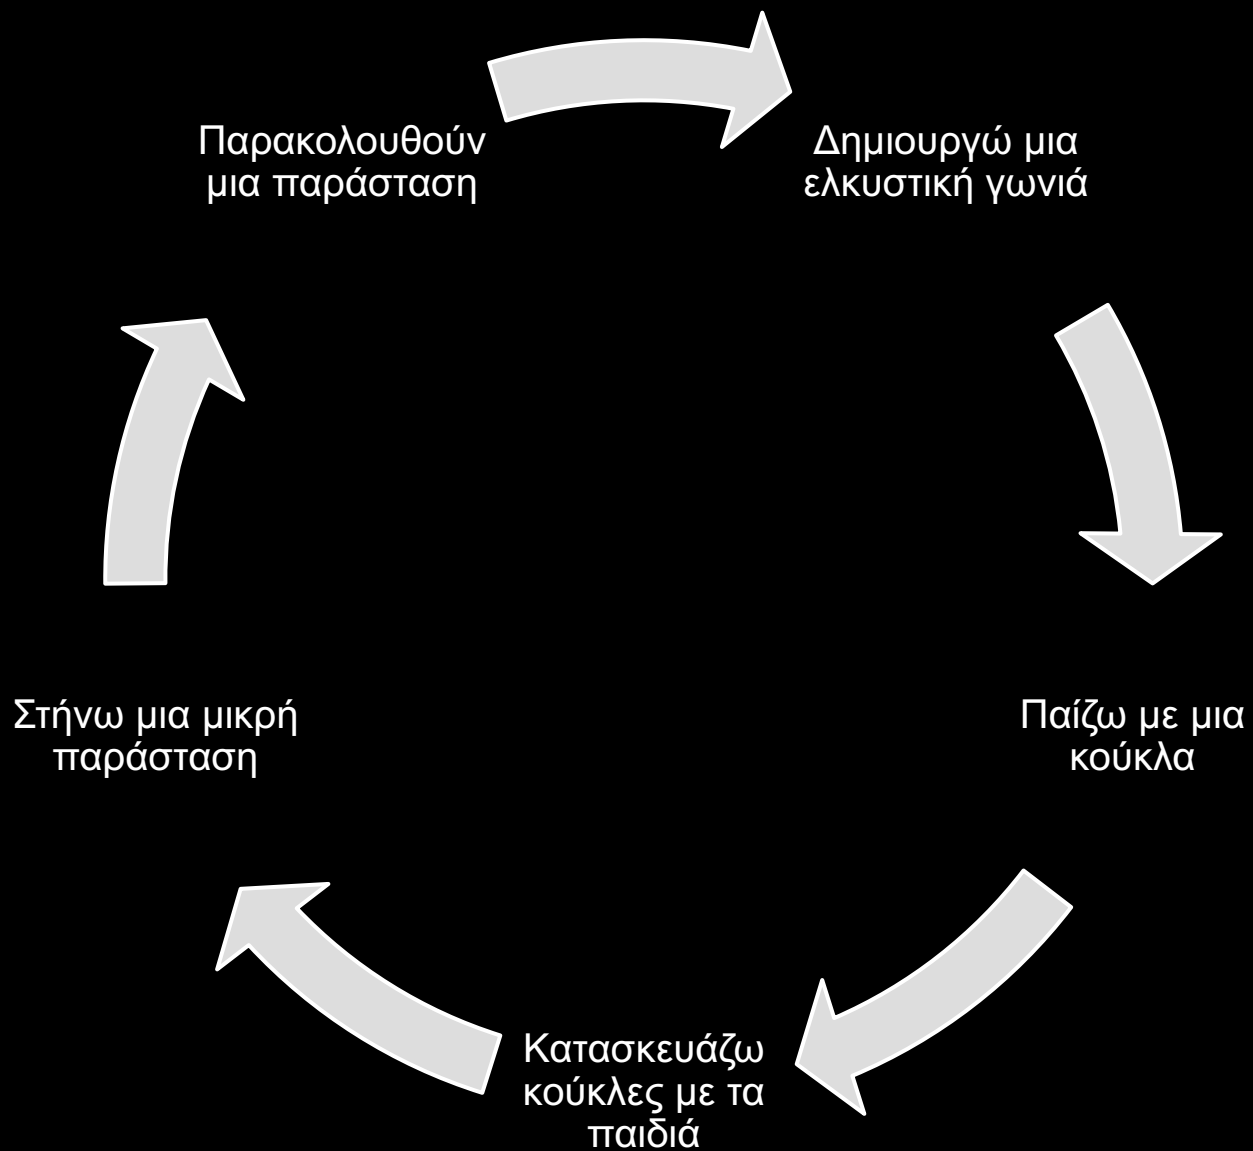 Παρακολουθούν
μια παράσταση
Δημιουργώ μια
ελκυστική γωνιά
Παίζω με μια
κούκλα
Κατασκευάζω
κούκλες με τα
παιδιά
Στήνω μια μικρή
παράσταση